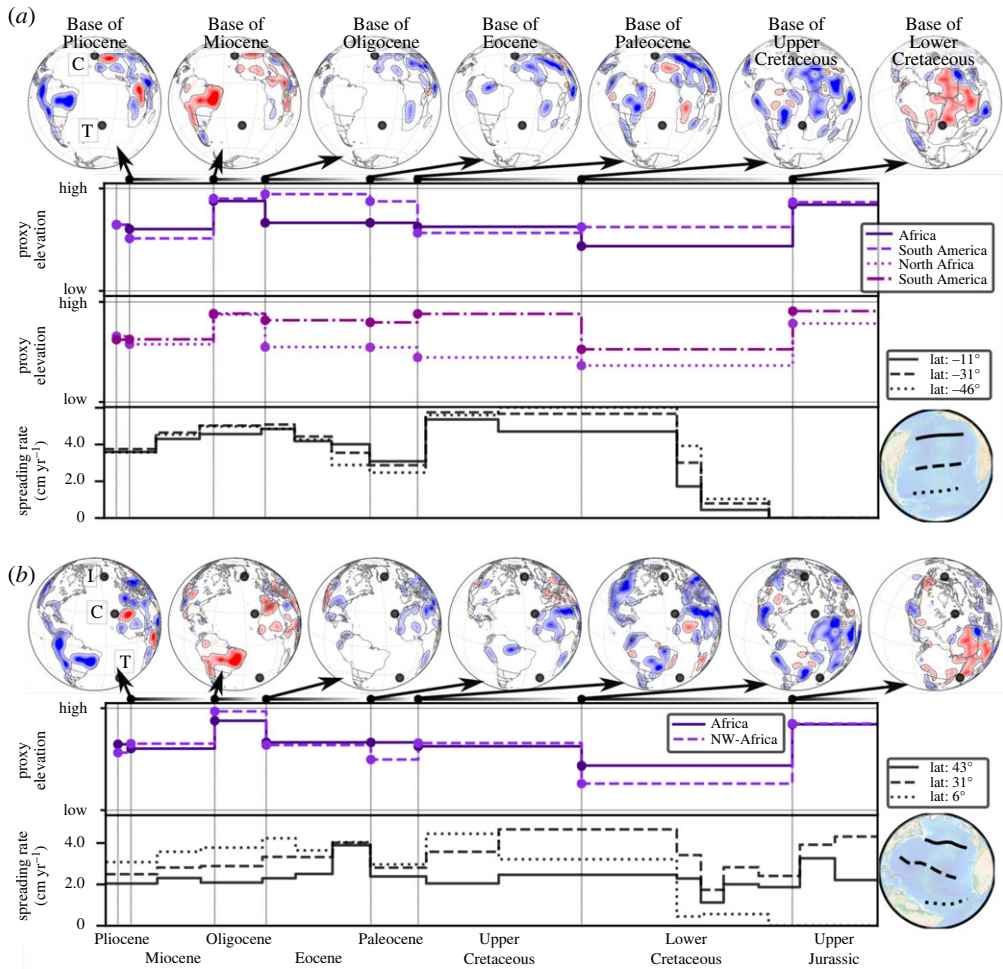 (a)
Base of Pliocene
Base of Miocene
Base of Oligocene
Base of Eocene
Base of Paleocene
Base of Upper Cretaceous
Base of Lower Cretaceous
C
T
high
proxy elevation
low
Africa
South America
North Africa
South America
high
proxy elevation
low
lat: –11°
lat: –31°
lat: –46°
4.0
2.0
0
spreading rate (cm yr⁻¹)
(b)
I
C
T
high
proxy elevation
low
Africa
NW-Africa
lat: 43°
lat: 31°
lat: 6°
4.0
2.0
0
spreading rate (cm yr⁻¹)
Pliocene
Miocene
Oligocene
Eocene
Paleocene
Upper Cretaceous
Lower Cretaceous
Upper Jurassic